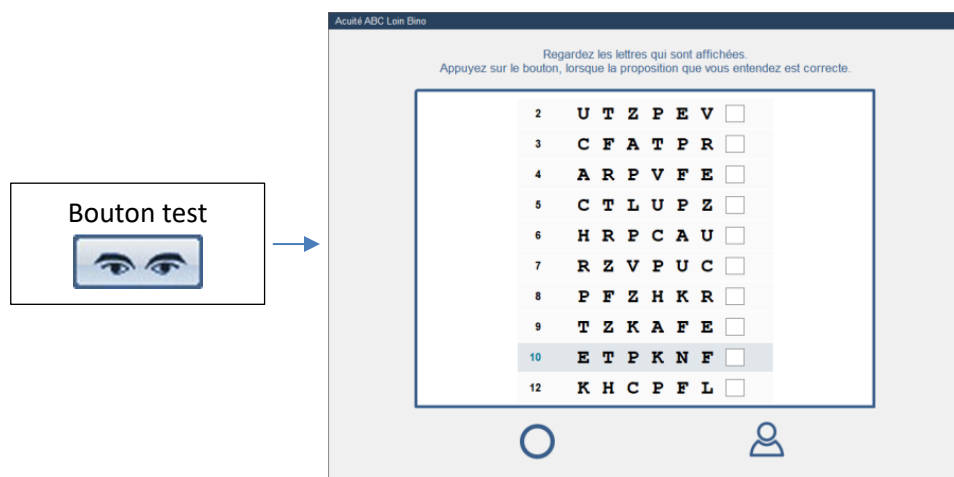 Acuité ABC Loin Bino
Regardez les lettres qui sont affichées.
Appuyez sur le bouton, lorsque la proposition que vous entendez est correcte.
Bouton test
2 U T Z P E V
3 C F A T P R
4 A R P V F E
5 C T L U P Z
6 H R P C A U
7 R Z V P U C
8 P F Z H K R
9 T Z K A F E
10 E T P K N F
12 K H C P F L